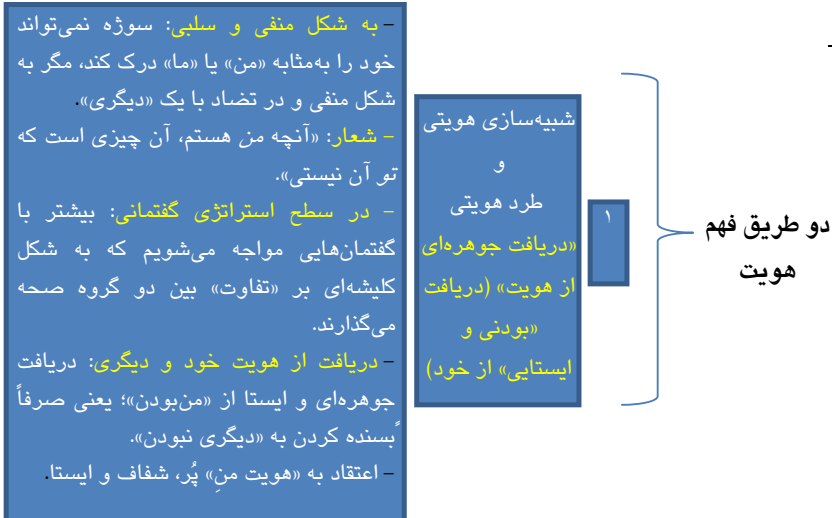 دو طریق فهم
هویت
۱
شبیه‌سازی هویتی
و
طرد هویتی
«دریافت جوهره‌ای
از هویت» (دریافت
«بودنی و
ایستایی» از خود)
– به شکل منفی و سلبی: سوژه نمی‌تواند
خود را به‌مثابه «من» یا «ما» درک کند، مگر به
شکل منفی و در تضاد با یک «دیگری».
– شعار: «آنچه من هستم، آن چیزی است که
تو آن نیستی».
– در سطح استراتژی گفتمانی: بیشتر با
گفتمان‌هایی مواجه می‌شویم که به شکل
کلیشه‌ای بر «تفاوت» بین دو گروه صحه
می‌گذارند.
– دریافت از هویت خود و دیگری: دریافت
جوهره‌ای و ایستا از «من‌بودن»؛ یعنی صرفاً
ًبسنده کردن به «دیگری نبودن».
– اعتقاد به «هویت منِ» پُر، شفاف و ایستا.